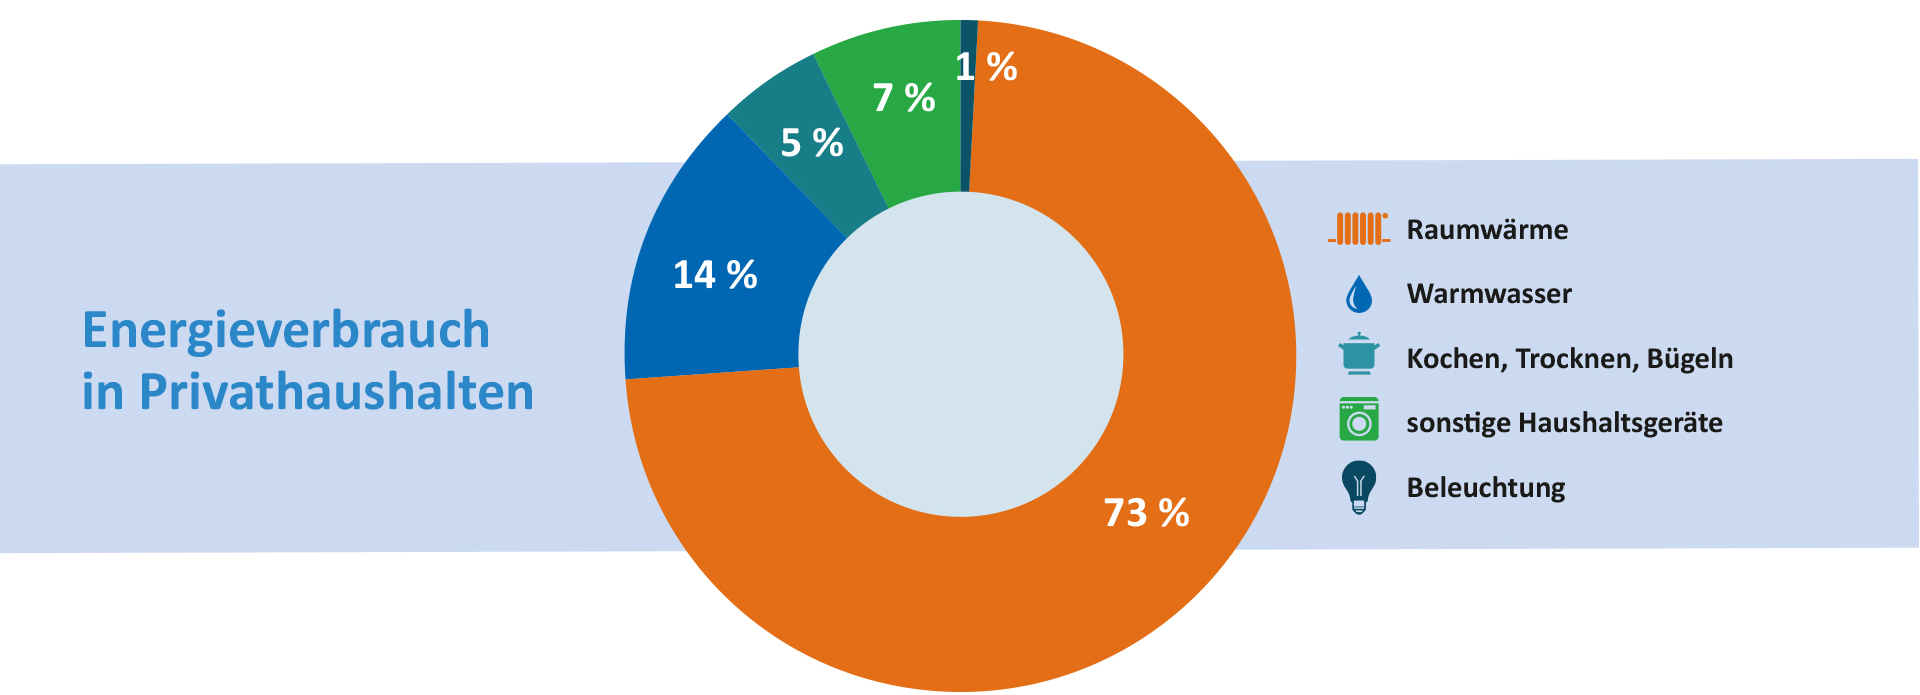 Energieverbrauch
in Privathaushalten
1 %
7 %
5 %
14 %
73 %
Raumwärme
Warmwasser
Kochen, Trocknen, Bügeln
sonstige Haushaltsgeräte
Beleuchtung